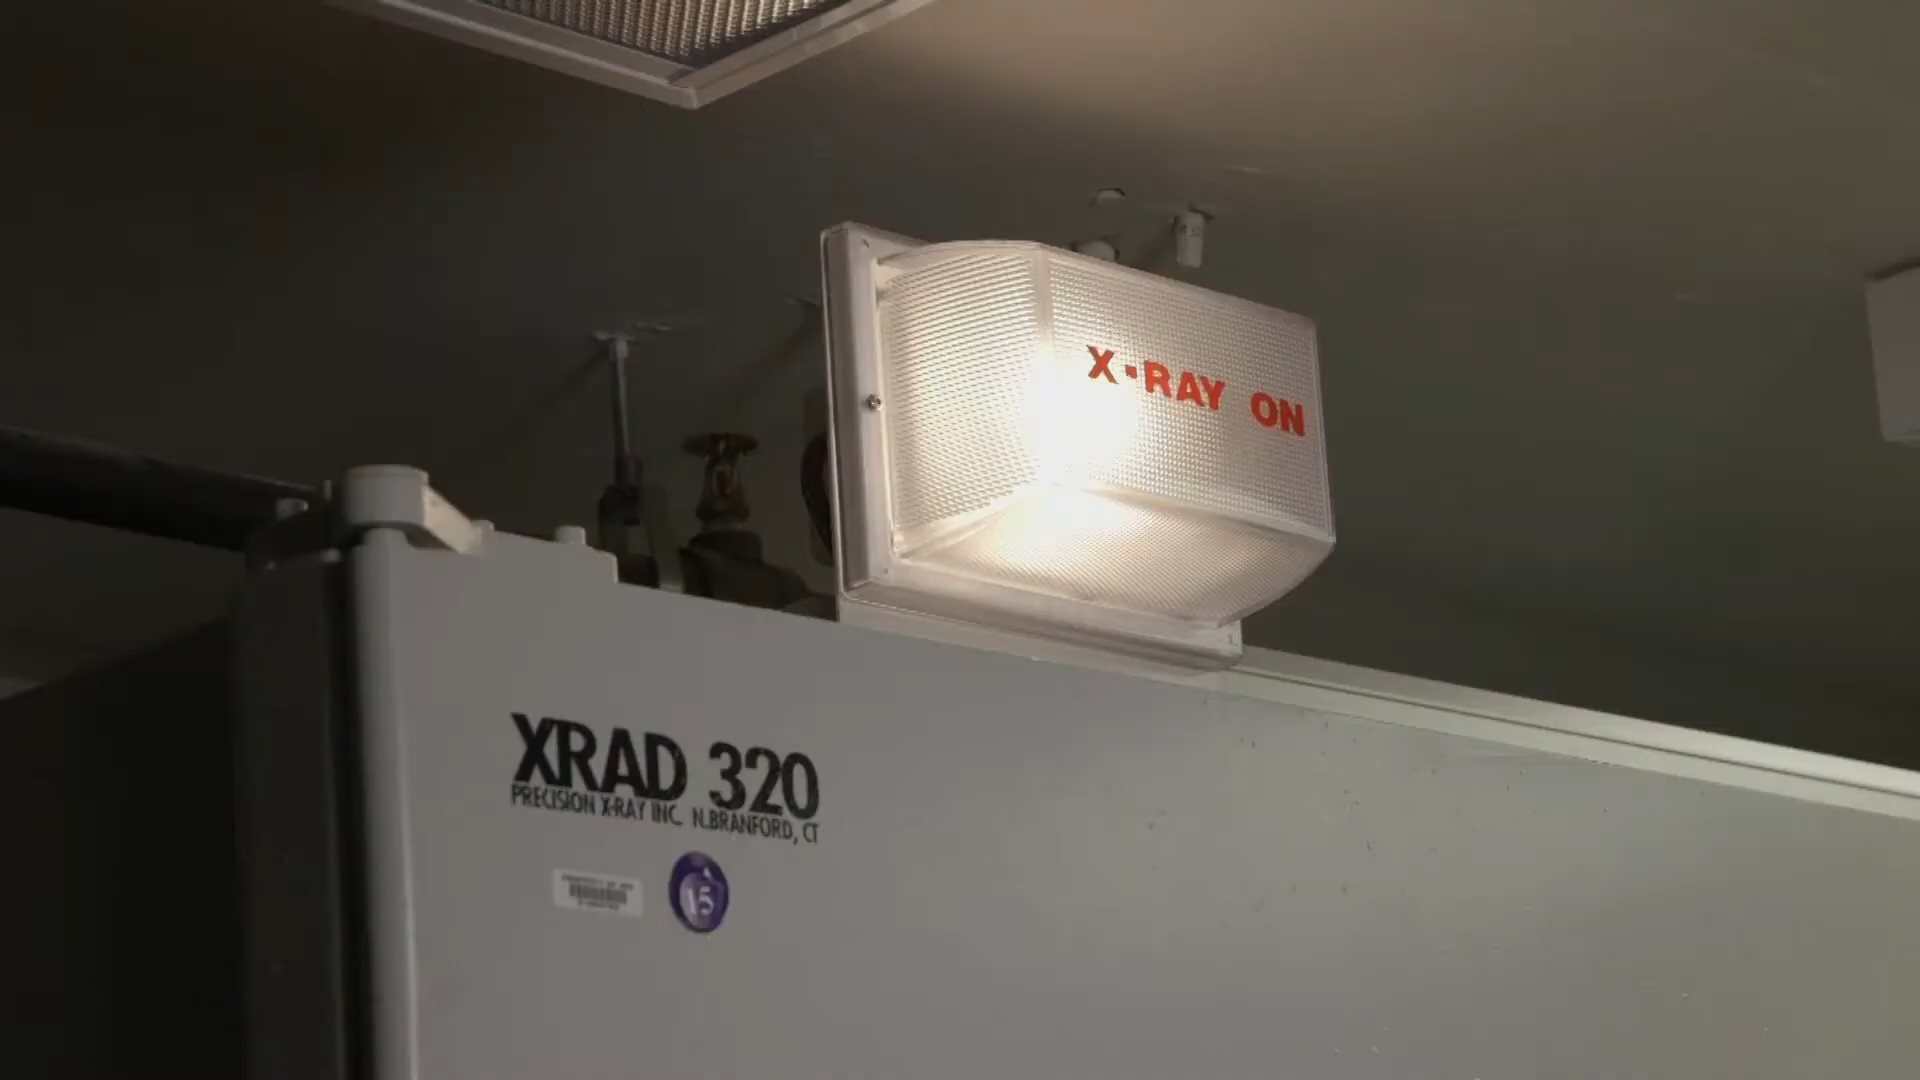 X-RAY ON
XRAD 320
PRECISION X-RAY INC. N.BRANFORD, CT
15